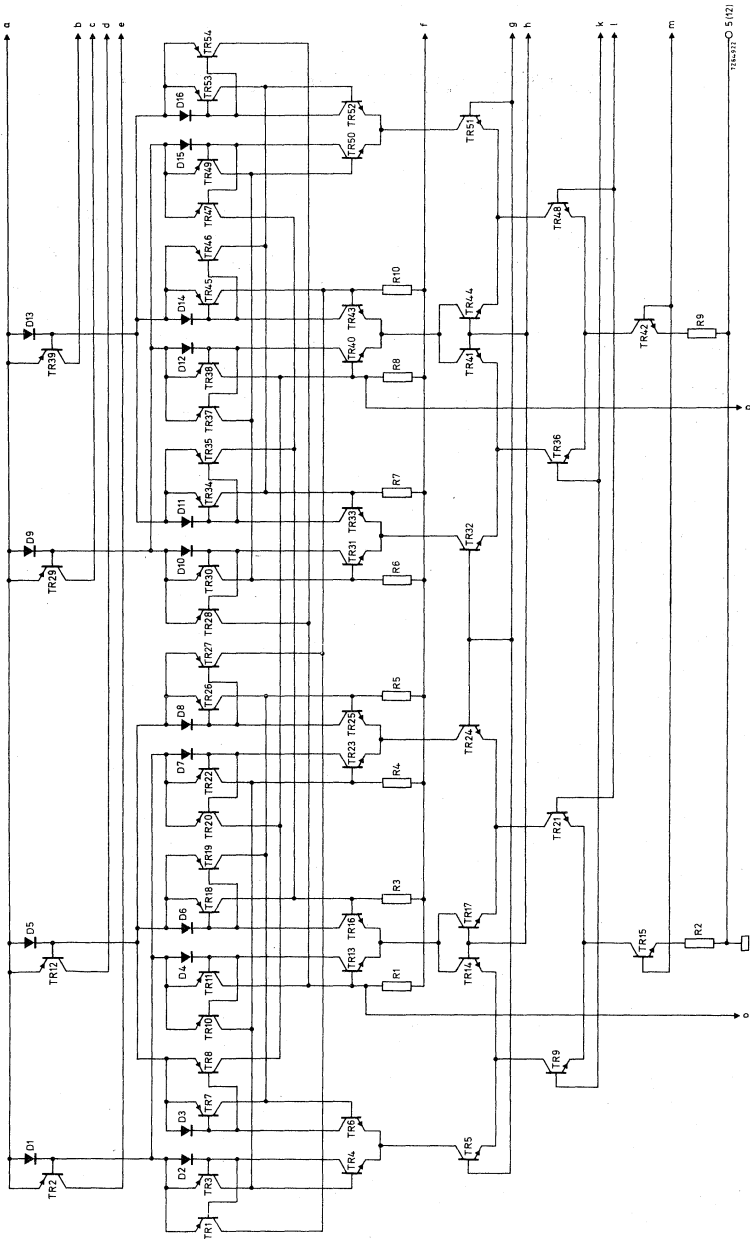 a
D1
D5
D9
D13
TR2
TR12
TR29
TR39
b
c
d
e
D2 D3 D4 D6 D7 D8 D10 D11 D12 D14 D15 D16
TR1 TR3 TR7 TR8 TR10 TR11 TR18 TR19 TR20 TR22 TR26 TR27 TR28 TR30 TR34 TR35 TR37 TR38 TR45 TR46 TR47 TR49 TR53 TR54
TR4 TR6 TR13 TR16 TR23 TR25 TR31 TR33 TR40 TR43 TR50 TR52
R1 R3 R4 R5 R6 R7 R8 R10
f
TR5 TR14 TR17 TR24 TR32 TR41 TR44 TR51
g
h
TR9 TR21 TR36 TR48
k
l
TR15 TR42
m
R2 R9
5(12)
7Z64922
o